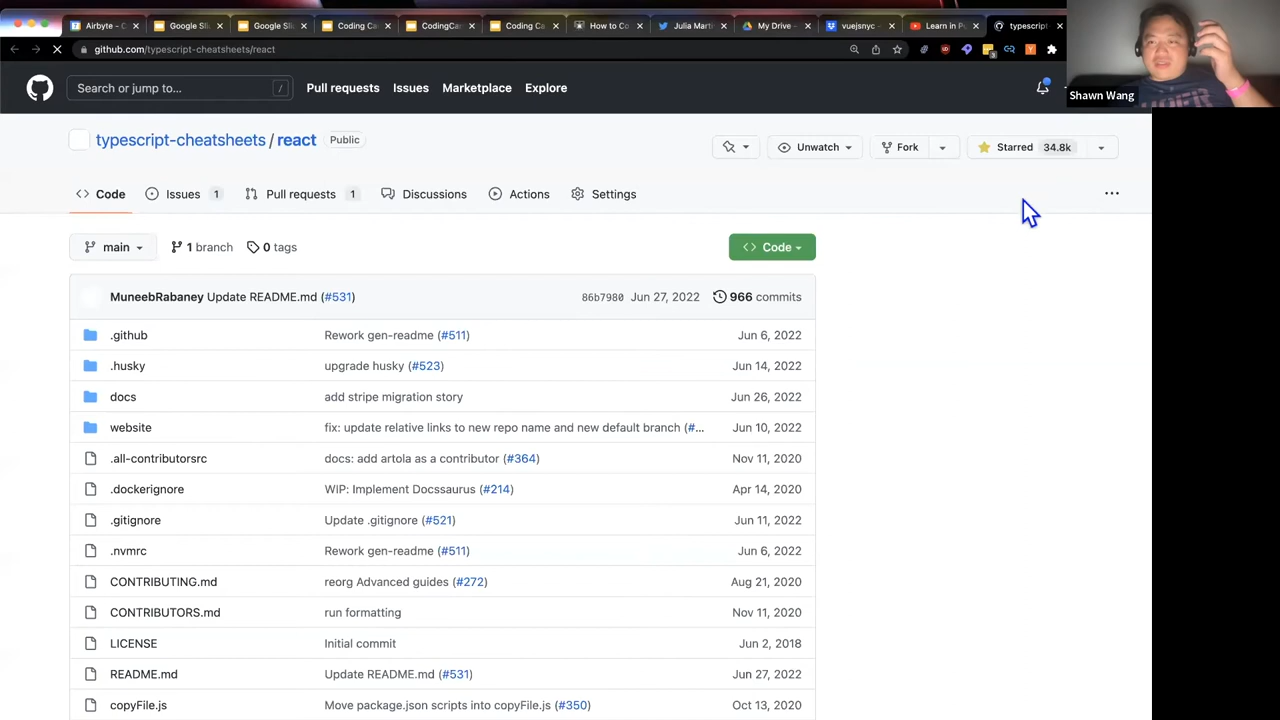 Airbyte -
Google Sli
Google Sli
Coding Ca
CodingCa
Coding Ca
How to Co
Julia Mart
My Drive -
vuejsnyc -
Learn in P
typescript
github.com/typescript-cheatsheets/react
Search or jump to...
/
Pull requests
Issues
Marketplace
Explore
Shawn Wang
typescript-cheatsheets / react
Public
Unwatch
Fork
Starred 34.8k
Code
Issues 1
Pull requests 1
Discussions
Actions
Settings
main
1 branch
0 tags
Code
MuneebRabaney Update README.md (#531) 86b7980 Jun 27, 2022 966 commits
.github Rework gen-readme (#511) Jun 6, 2022
.husky upgrade husky (#523) Jun 14, 2022
docs add stripe migration story Jun 26, 2022
website fix: update relative links to new repo name and new default branch (#... Jun 10, 2022
.all-contributorsrc docs: add artola as a contributor (#364) Nov 11, 2020
.dockerignore WIP: Implement Docssaurus (#214) Apr 14, 2020
.gitignore Update .gitignore (#521) Jun 11, 2022
.nvmrc Rework gen-readme (#511) Jun 6, 2022
CONTRIBUTING.md reorg Advanced guides (#272) Aug 21, 2020
CONTRIBUTORS.md run formatting Nov 11, 2020
LICENSE Initial commit Jun 2, 2018
README.md Update README.md (#531) Jun 27, 2022
copyFile.js Move package.json scripts into copyFile.js (#350) Oct 13, 2020